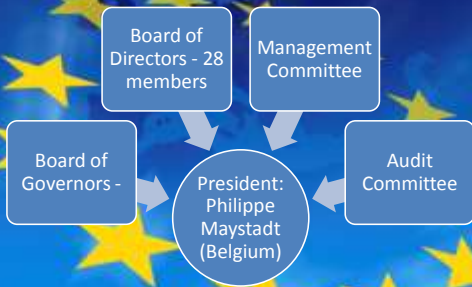 Board of
Directors - 28
members
Management
Committee
Board of
Governors -
President:
Philippe
Maystadt
(Belgium)
Audit
Committee